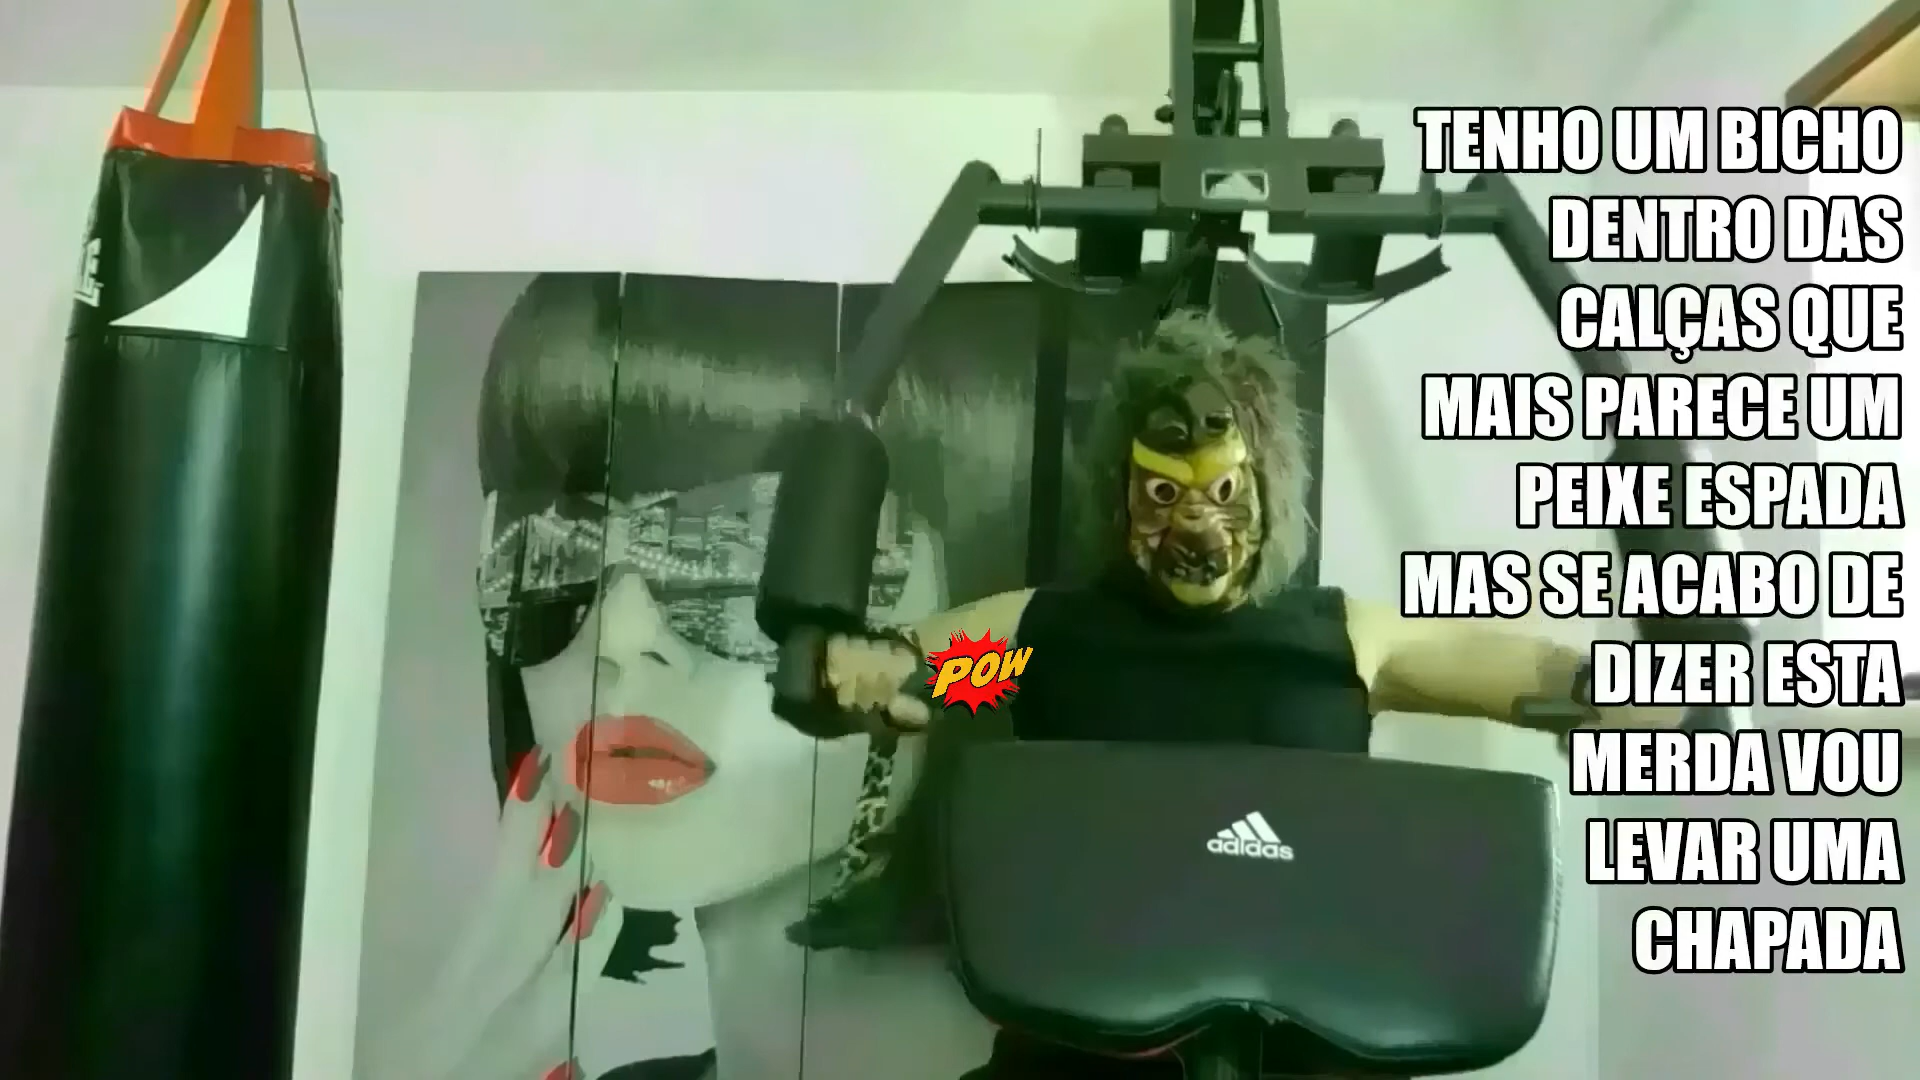 TENHO UM BICHO
DENTRO DAS
CALÇAS QUE
MAIS PARECE UM
PEIXE ESPADA
MAS SE ACABO DE
DIZER ESTA
MERDA VOU
LEVAR UMA
CHAPADA
POW
adidas